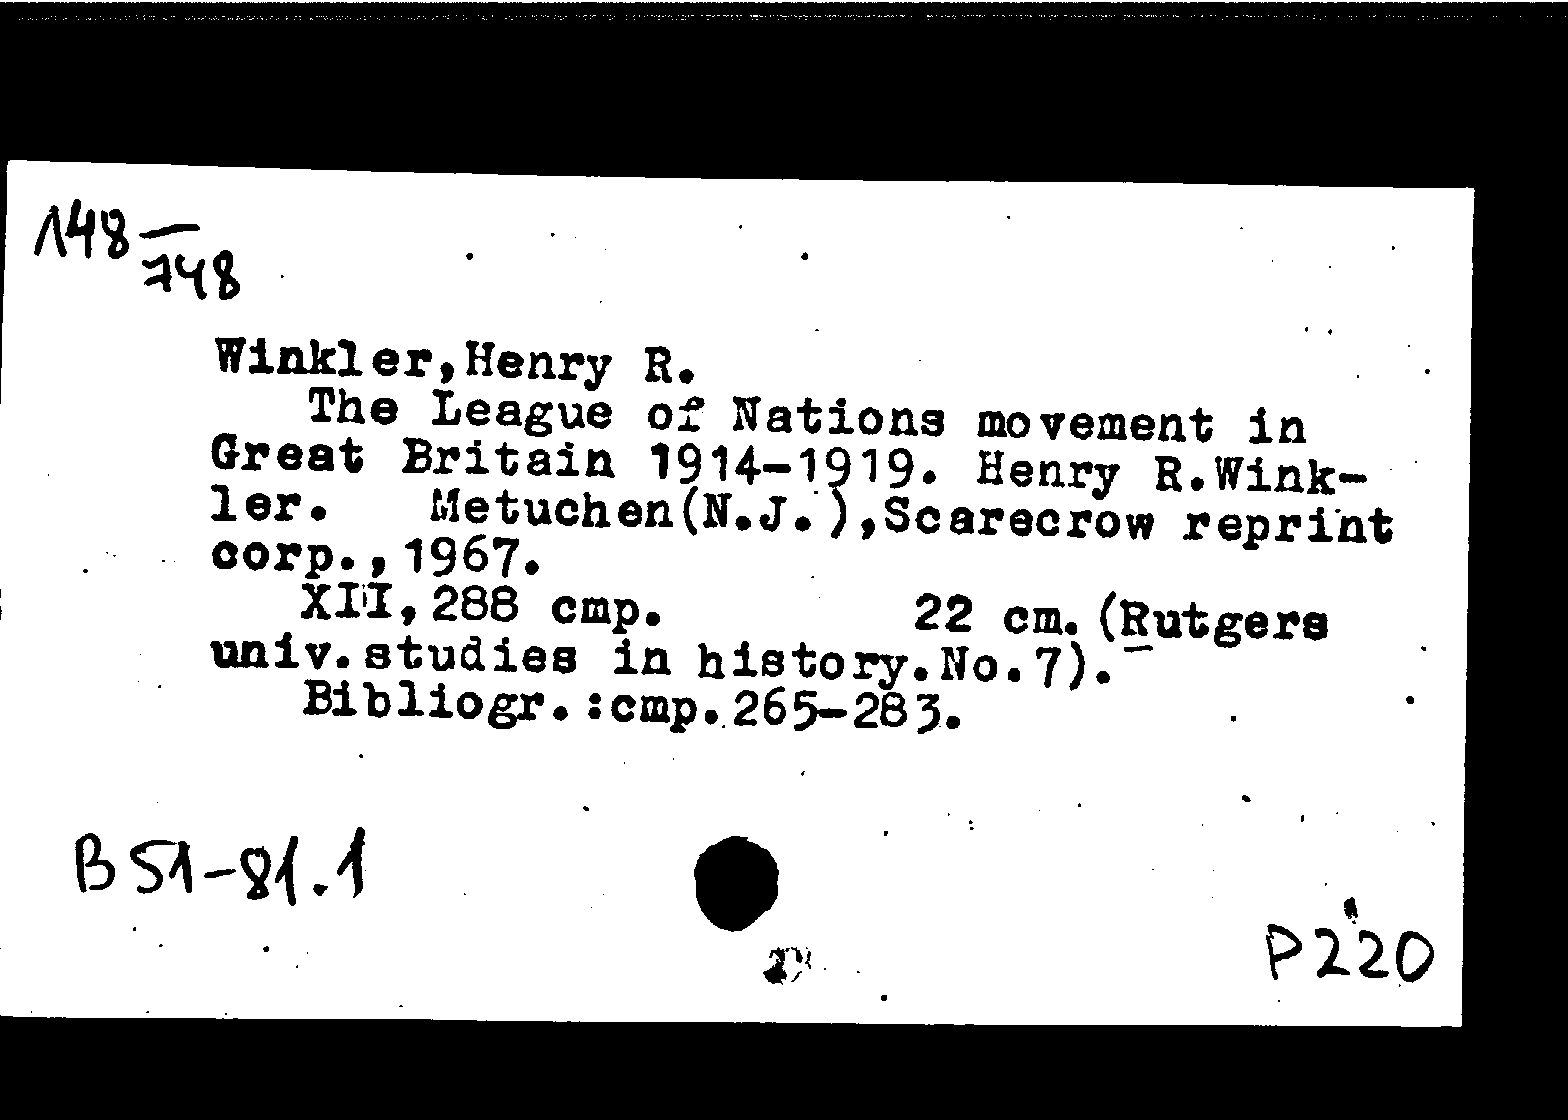 148—
748
Winkler,Henry R.
The League of Nations movement in
Great Britain 1914-1919. Henry R.Wink-
ler. Metuchen(N.J.),Scarecrow reprint
corp.,1967.
XII,288 cmp. 22 cm.(Rutgers
univ.studies in history.No.7).
Bibliogr.:cmp.265-283.
B 51-81.1
P220